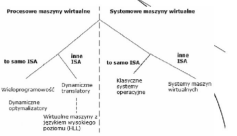 Procesowe maszyny wirtualne
Systemowe maszyny wirtualne
to samo ISA
inne
ISA
to samo ISA
inne
ISA
Wieloprogramowość
Dynamiczne
translatory
Klasyczne
systemy
operacyjne
Systemy maszyn
wirtualnych
Dynamiczne
optymalizatory
Wirtualne maszyny z
językiem wysokiego
poziomu (HLL)